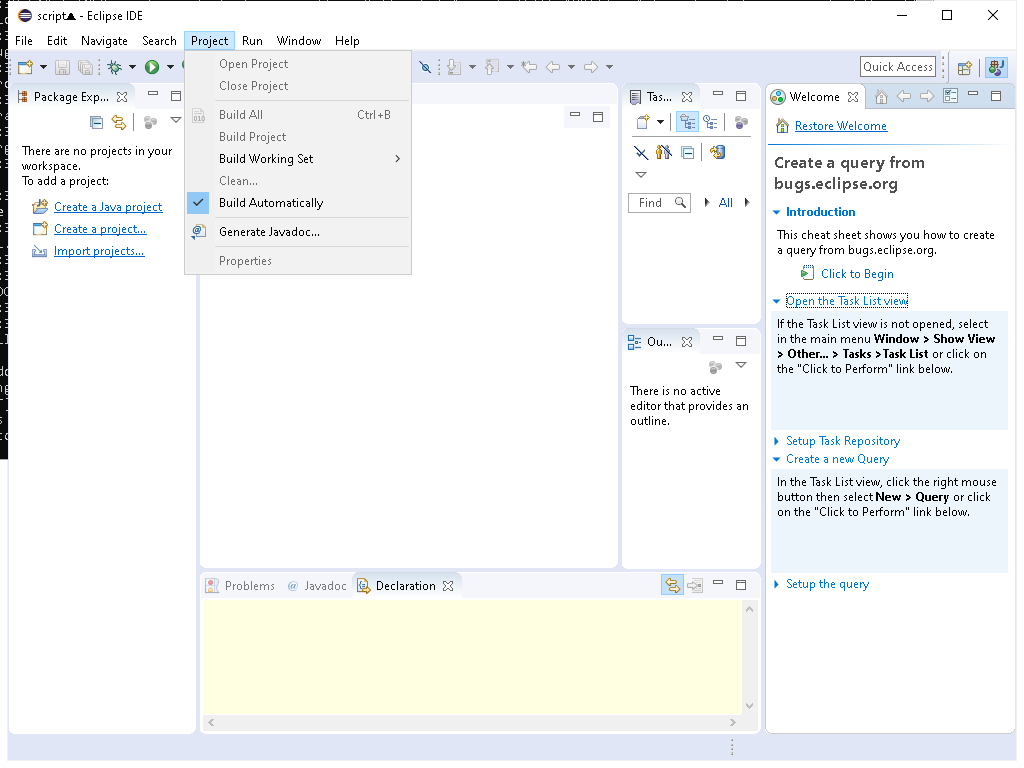 script▲ - Eclipse IDE
File Edit Navigate Search Project Run Window Help
Open Project
Close Project
Build All Ctrl+B
Build Project
Build Working Set
Clean...
Build Automatically
Generate Javadoc...
Properties
Quick Access
Package Exp...
There are no projects in your
workspace.
To add a project:
Create a Java project
Create a project...
Import projects...
Tas...
Find
All
Ou...
There is no active
editor that provides an
outline.
Problems @ Javadoc Declaration
Welcome
Restore Welcome
Create a query from
bugs.eclipse.org
Introduction
This cheat sheet shows you how to create
a query from bugs.eclipse.org.
Click to Begin
Open the Task List view
If the Task List view is not opened, select
in the main menu Window > Show View
> Other... > Tasks >Task List or click on
the "Click to Perform" link below.
Setup Task Repository
Create a new Query
In the Task List view, click the right mouse
button then select New > Query or click
on the "Click to Perform" link below.
Setup the query